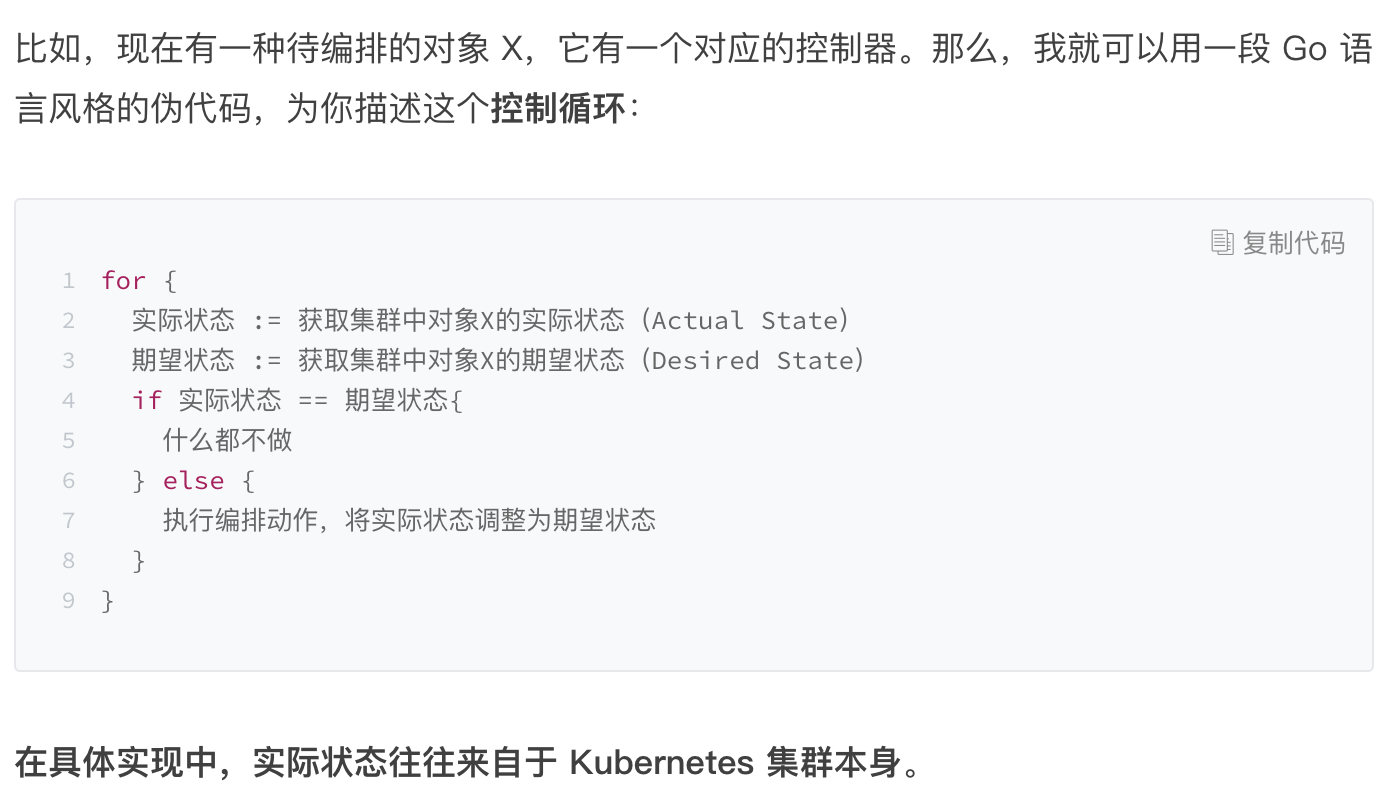 比如，现在有一种待编排的对象 X，它有一个对应的控制器。那么，我就可以用一段 Go 语
言风格的伪代码，为你描述这个控制循环：
复制代码
1 for {
2   实际状态 := 获取集群中对象X的实际状态（Actual State）
3   期望状态 := 获取集群中对象X的期望状态（Desired State）
4   if 实际状态 == 期望状态{
5     什么都不做
6   } else {
7     执行编排动作，将实际状态调整为期望状态
8   }
9 }
在具体实现中，实际状态往往来自于 Kubernetes 集群本身。